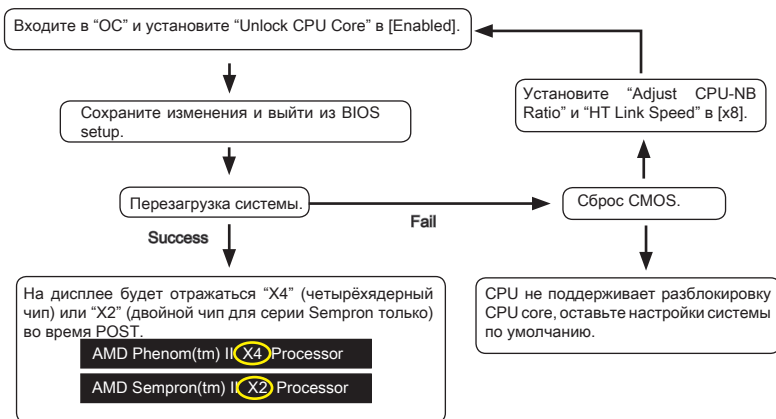 Входите в “OC” и установите “Unlock CPU Core” в [Enabled].
Сохраните изменения и выйти из BIOS
setup.
Установите “Adjust CPU-NB
Ratio” и “HT Link Speed” в [x8].
Перезагрузка системы.
Fail
Сброс CMOS.
Success
На дисплее будет отражаться “X4” (четырёхядерный
чип) или “X2” (двойной чип для серии Sempron только)
во время POST.
AMD Phenom(tm) II X4 Processor
AMD Sempron(tm) II X2 Processor
CPU не поддерживает разблокировку
CPU core, оставьте настройки системы
по умолчанию.